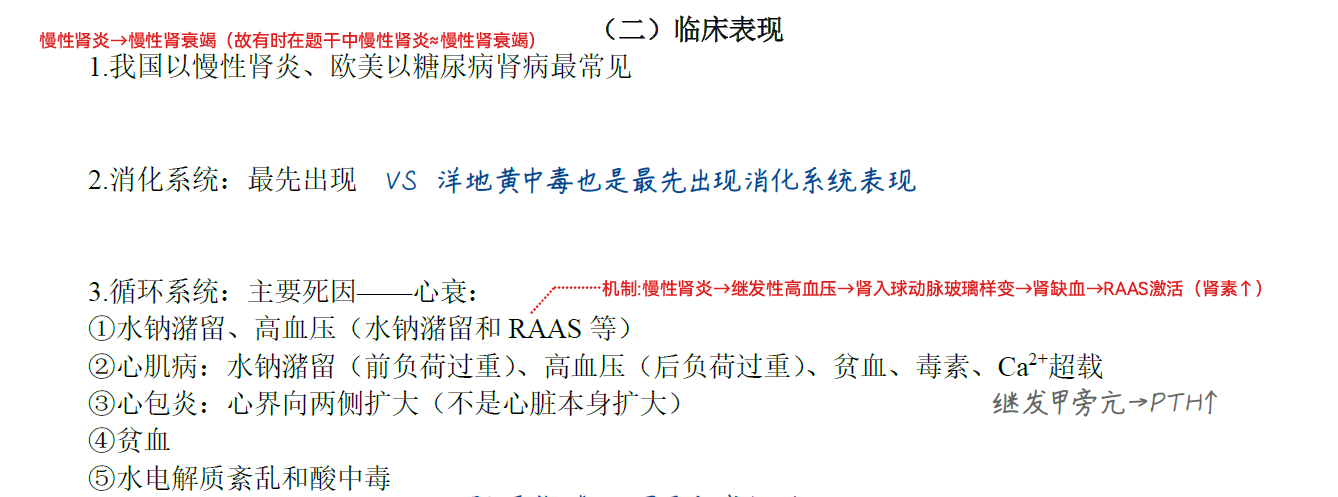 （二）临床表现
慢性肾炎→慢性肾衰竭（故有时在题干中慢性肾炎≈慢性肾衰竭）
1.我国以慢性肾炎、欧美以糖尿病肾病最常见
2.消化系统：最先出现 VS 洋地黄中毒也是最先出现消化系统表现
3.循环系统：主要死因——心衰： 机制:慢性肾炎→继发性高血压→肾入球动脉玻璃样变→肾缺血→RAAS激活（肾素↑）
①水钠潴留、高血压（水钠潴留和 RAAS 等）
②心肌病：水钠潴留（前负荷过重）、高血压（后负荷过重）、贫血、毒素、Ca²⁺超载
③心包炎：心界向两侧扩大（不是心脏本身扩大） 继发甲旁亢→PTH↑
④贫血
⑤水电解质紊乱和酸中毒